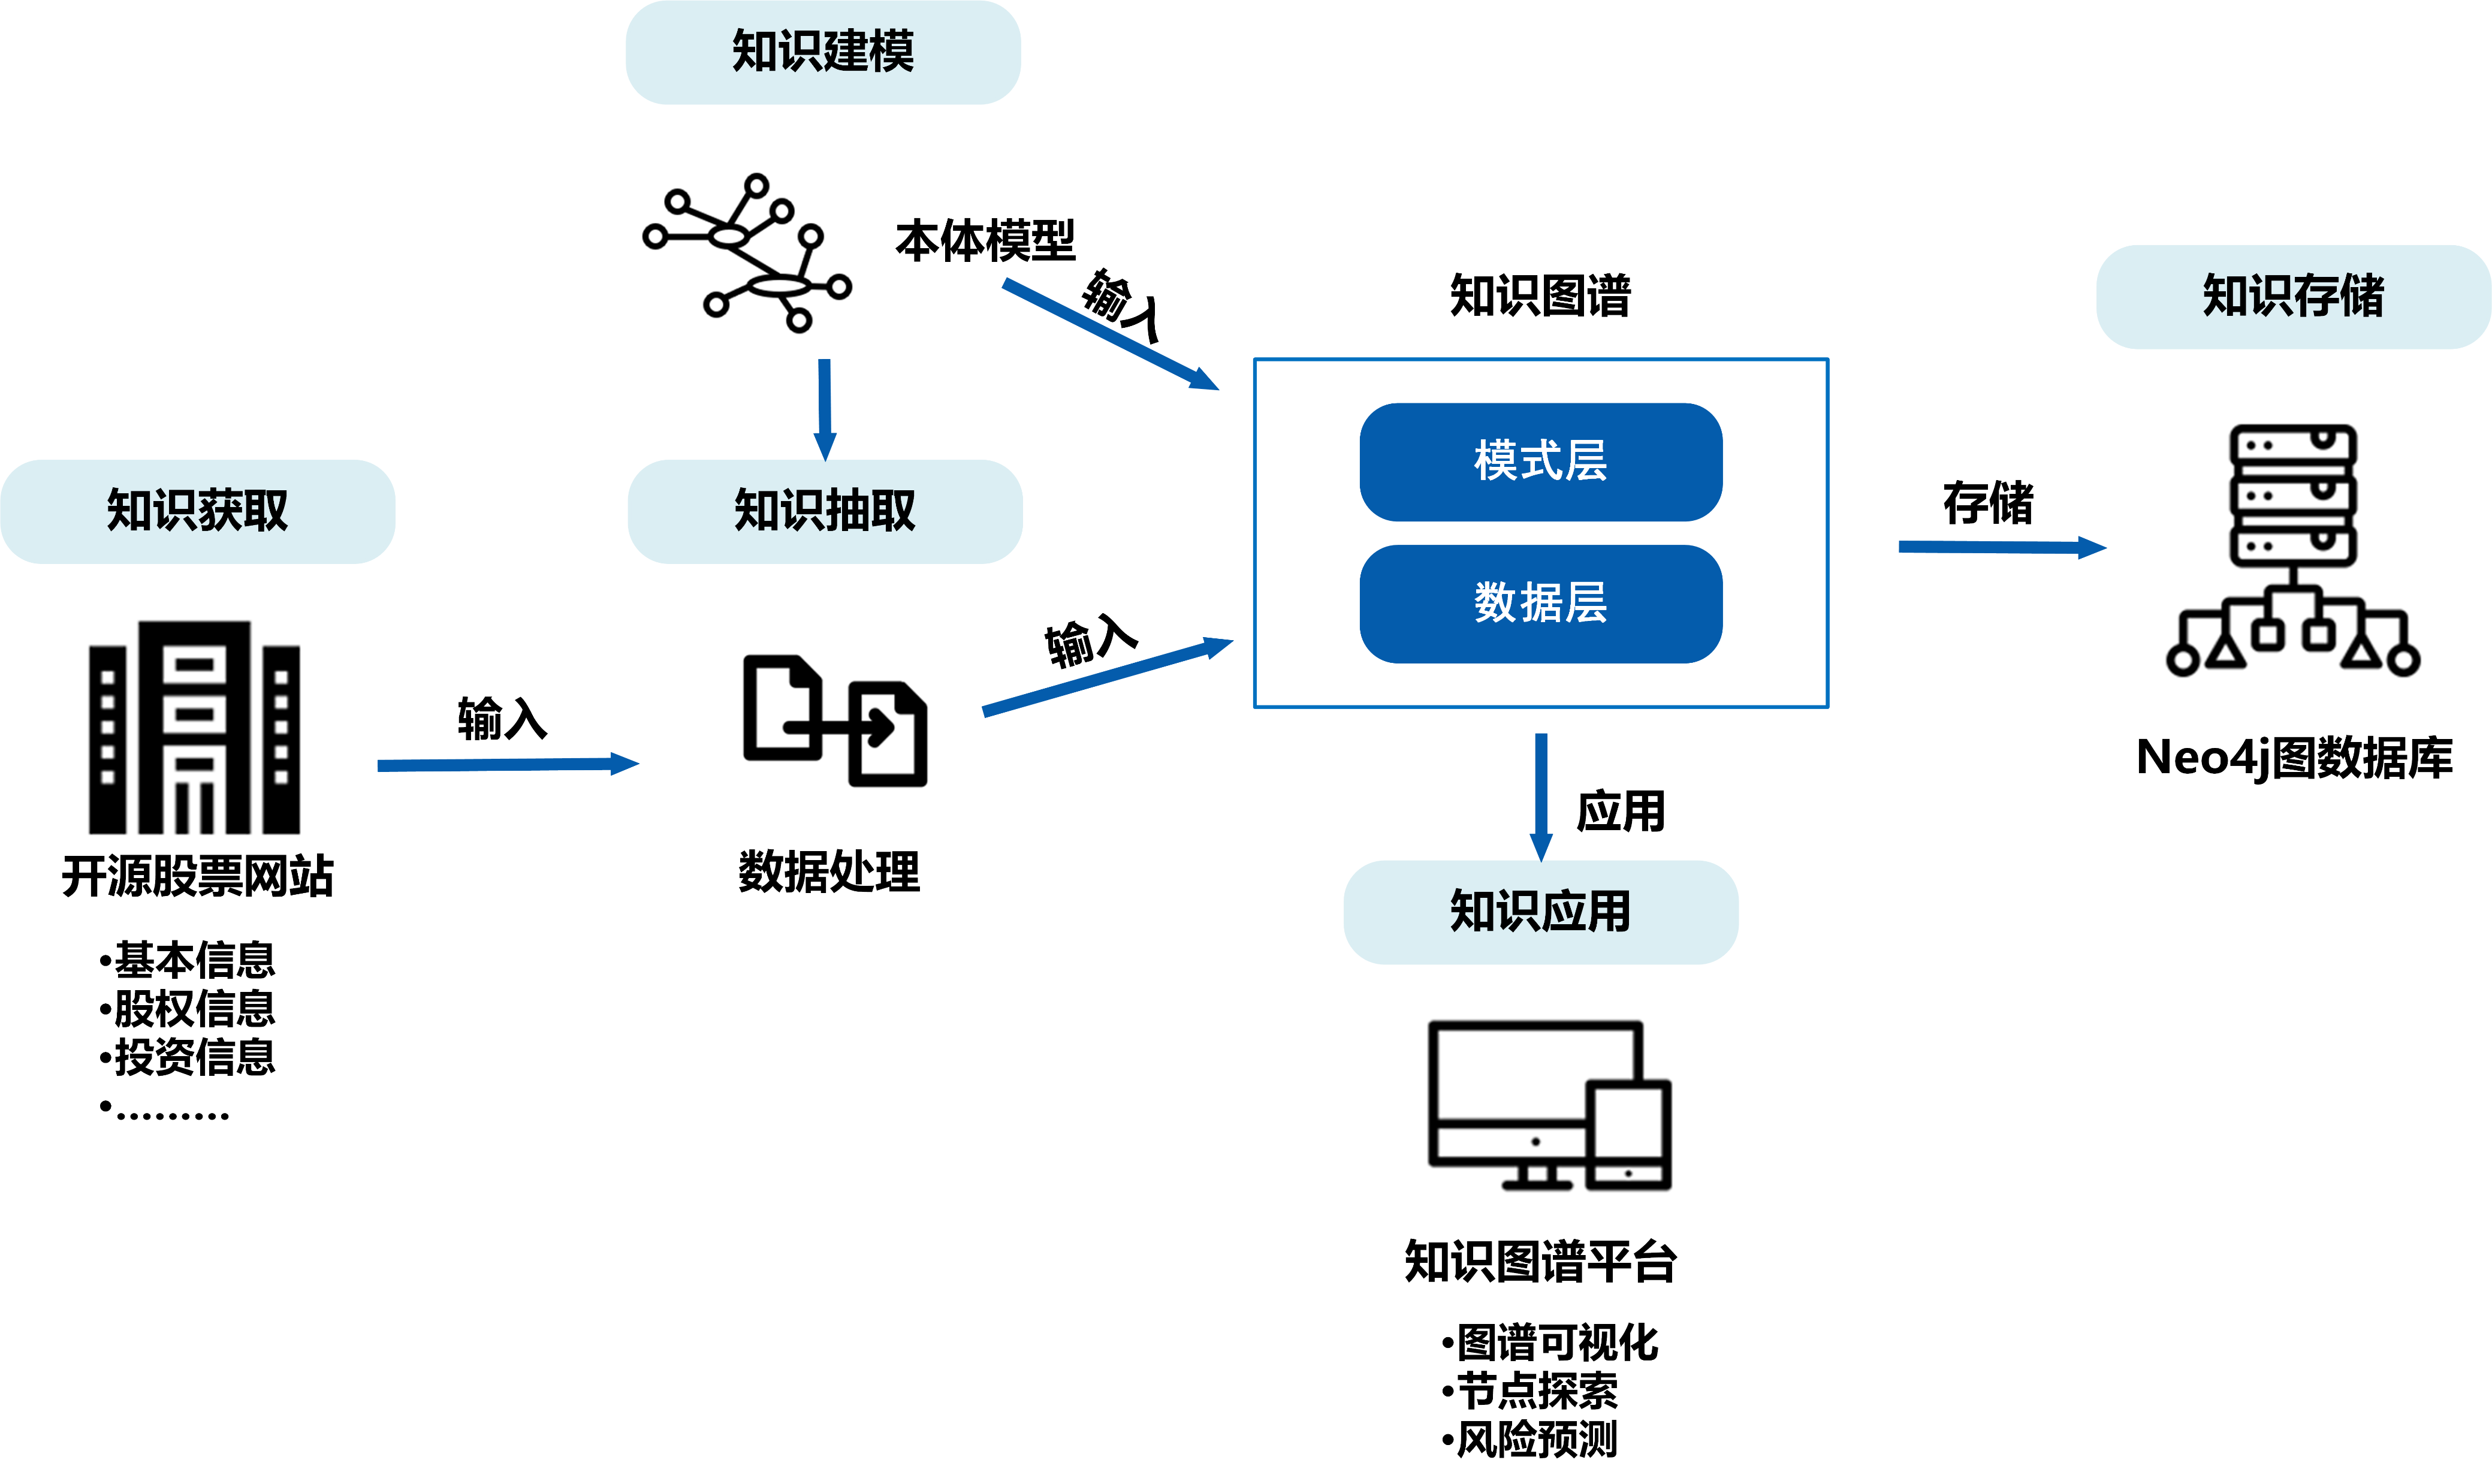 知识建模
本体模型
输入
知识获取
开源股票网站
•基本信息
•股权信息
•投资信息
•.........
输入
知识抽取
数据处理
输入
知识图谱
模式层
数据层
存储
知识存储
Neo4j图数据库
应用
知识应用
知识图谱平台
•图谱可视化
•节点探索
•风险预测